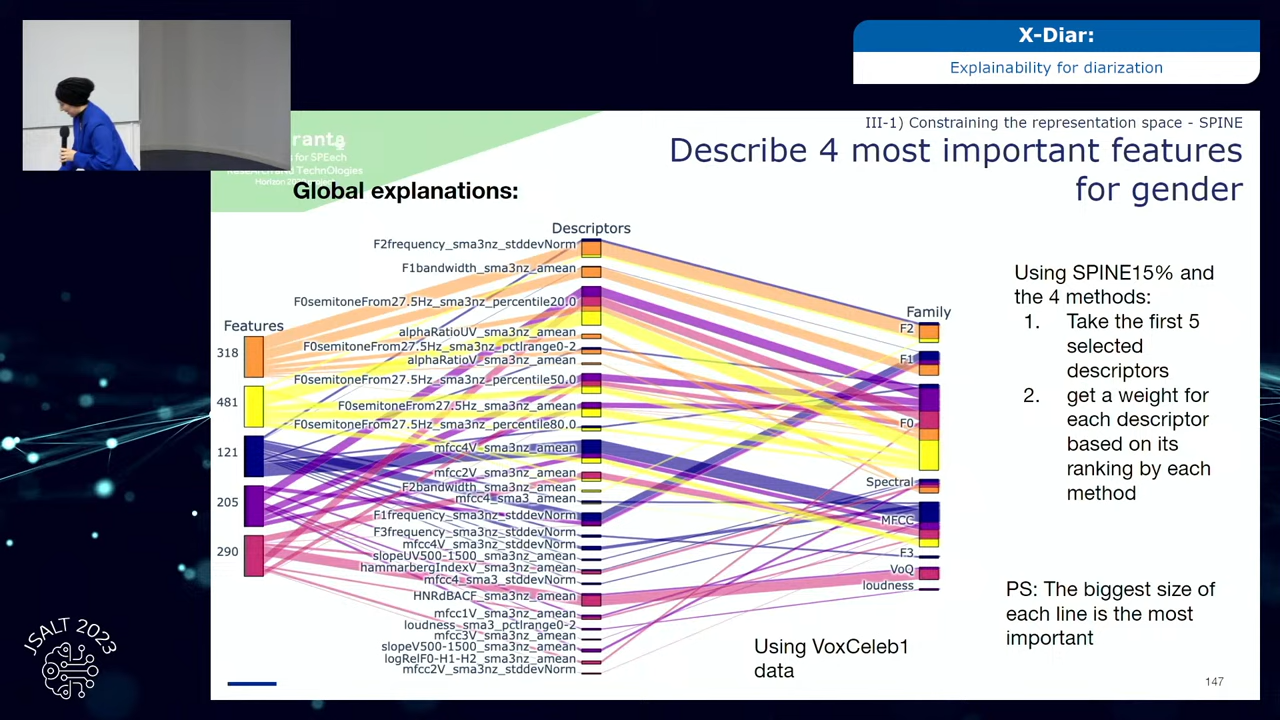 X-Diar:
Explainability for diarization
III-1) Constraining the representation space - SPINE
Describe 4 most important features
for gender
for SPEech
Global explanations:
Descriptors
F2frequency_sma3nz_stddevNorm
F1bandwidth_sma3nz_amean
F0semitoneFrom27.5Hz_sma3nz_percentile20.0
alphaRatioUV_sma3nz_amean
F0semitoneFrom27.5Hz_sma3nz_pctlrange0-2
alphaRatioV_sma3nz_amean
F0semitoneFrom27.5Hz_sma3nz_percentile50.0
F0semitoneFrom27.5Hz_sma3nz_amean
F0semitoneFrom27.5Hz_sma3nz_percentile80.0
mfcc4V_sma3nz_amean
mfcc2V_sma3nz_amean
F2bandwidth_sma3nz_amean
mfcc4_sma3_amean
F1frequency_sma3nz_stddevNorm
F3frequency_sma3nz_stddevNorm
mfcc4V_sma3nz_stddevNorm
slopeUV500-1500_sma3nz_amean
hammarbergIndexV_sma3nz_amean
mfcc4_sma3_stddevNorm
HNRdBACF_sma3nz_amean
mfcc1V_sma3nz_amean
loudness_sma3_pctlrange0-2
mfcc3V_sma3nz_amean
slopeV500-1500_sma3nz_amean
logRelF0-H1-H2_sma3nz_amean
mfcc2V_sma3nz_stddevNorm
Features
318
481
121
205
290
Family
F2
F1
F0
Spectral
MFCC
F3
VoQ
loudness
Using SPINE15% and
the 4 methods:
1. Take the first 5
selected
descriptors
2. get a weight for
each descriptor
based on its
ranking by each
method
PS: The biggest size of
each line is the most
important
Using VoxCeleb1
data
147
JSALT 2023